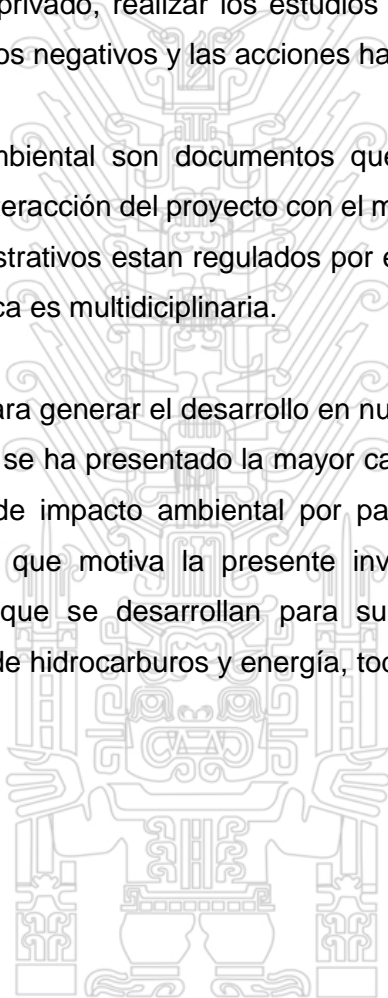 privado, realizar los estudios
os negativos y las acciones ha
mbiental son documentos que
eracción del proyecto con el m
strativos estan regulados por e
ca es multidiciplinaria.
ara generar el desarrollo en nu
se ha presentado la mayor ca
de impacto ambiental por pa
que motiva la presente inv
que se desarrollan para su
de hidrocarburos y energía, tod